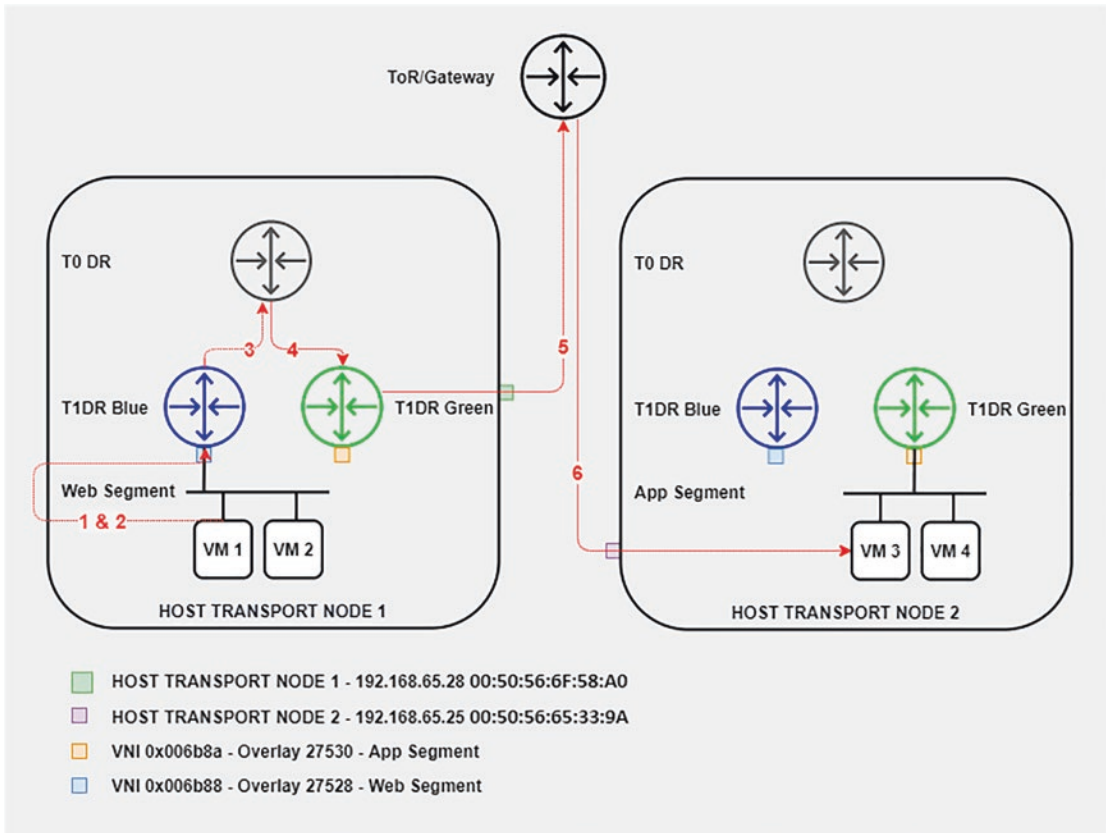 ToR/Gateway
T0 DR
3
4
T1DR Blue
T1DR Green
5
Web Segment
1 & 2
VM 1
VM 2
HOST TRANSPORT NODE 1
T0 DR
T1DR Blue
T1DR Green
6
App Segment
VM 3
VM 4
HOST TRANSPORT NODE 2
HOST TRANSPORT NODE 1 - 192.168.65.28 00:50:56:6F:58:A0
HOST TRANSPORT NODE 2 - 192.168.65.25 00:50:56:65:33:9A
VNI 0x006b8a - Overlay 27530 - App Segment
VNI 0x006b88 - Overlay 27528 - Web Segment